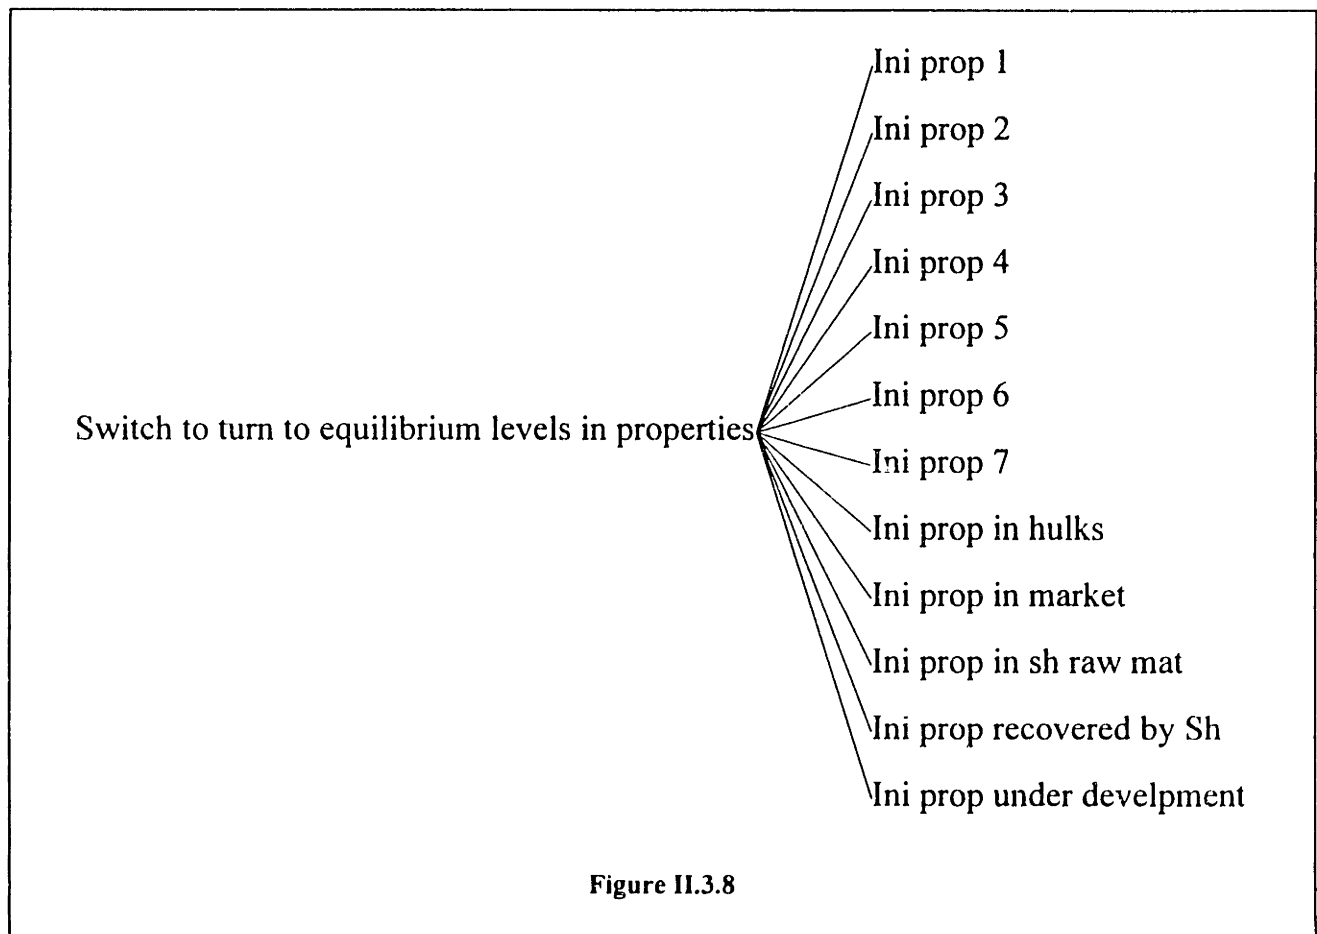 Ini prop 1
Ini prop 2
Ini prop 3
Ini prop 4
Ini prop 5
Ini prop 6
Switch to turn to equilibrium levels in properties
Ini prop 7
Ini prop in hulks
Ini prop in market
Ini prop in sh raw mat
Ini prop recovered by Sh
Ini prop under develpment
Figure II.3.8